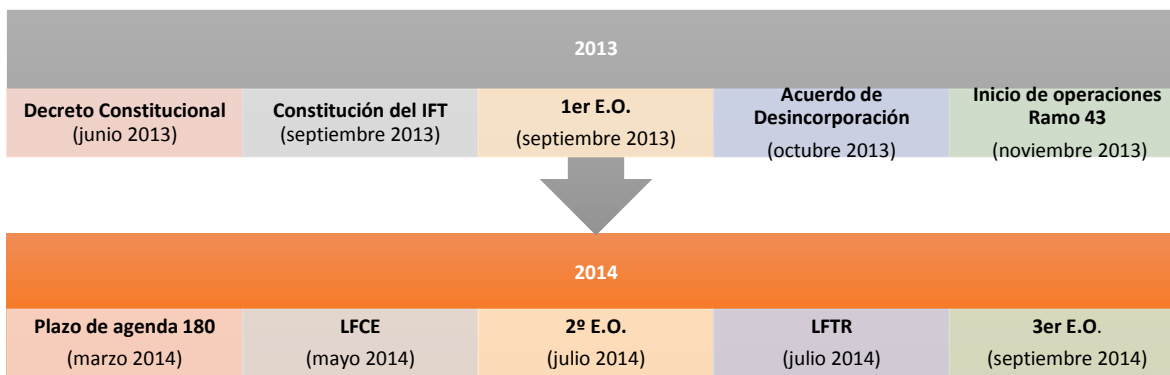 2013
Decreto Constitucional
(junio 2013)
Constitución del IFT
(septiembre 2013)
1er E.O.
(septiembre 2013)
Acuerdo de
Desincorporación
(octubre 2013)
Inicio de operaciones
Ramo 43
(noviembre 2013)
2014
Plazo de agenda 180
(marzo 2014)
LFCE
(mayo 2014)
2º E.O.
(julio 2014)
LFTR
(julio 2014)
3er E.O.
(septiembre 2014)